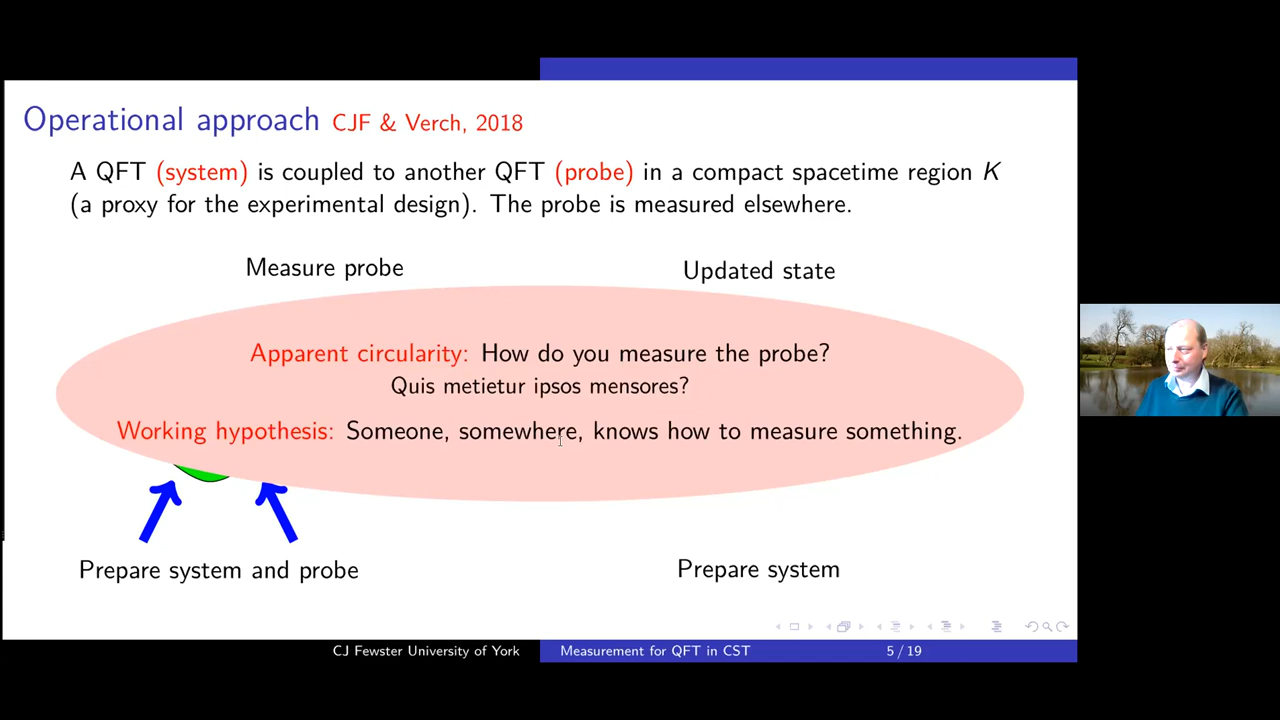 Operational approach CJF & Verch, 2018
A QFT (system) is coupled to another QFT (probe) in a compact spacetime region K
(a proxy for the experimental design). The probe is measured elsewhere.
Measure probe
Updated state
Apparent circularity: How do you measure the probe?
Quis metietur ipsos mensores?
Working hypothesis: Someone, somewhere, knows how to measure something.
Prepare system and probe
Prepare system
CJ Fewster University of York
Measurement for QFT in CST
5 / 19